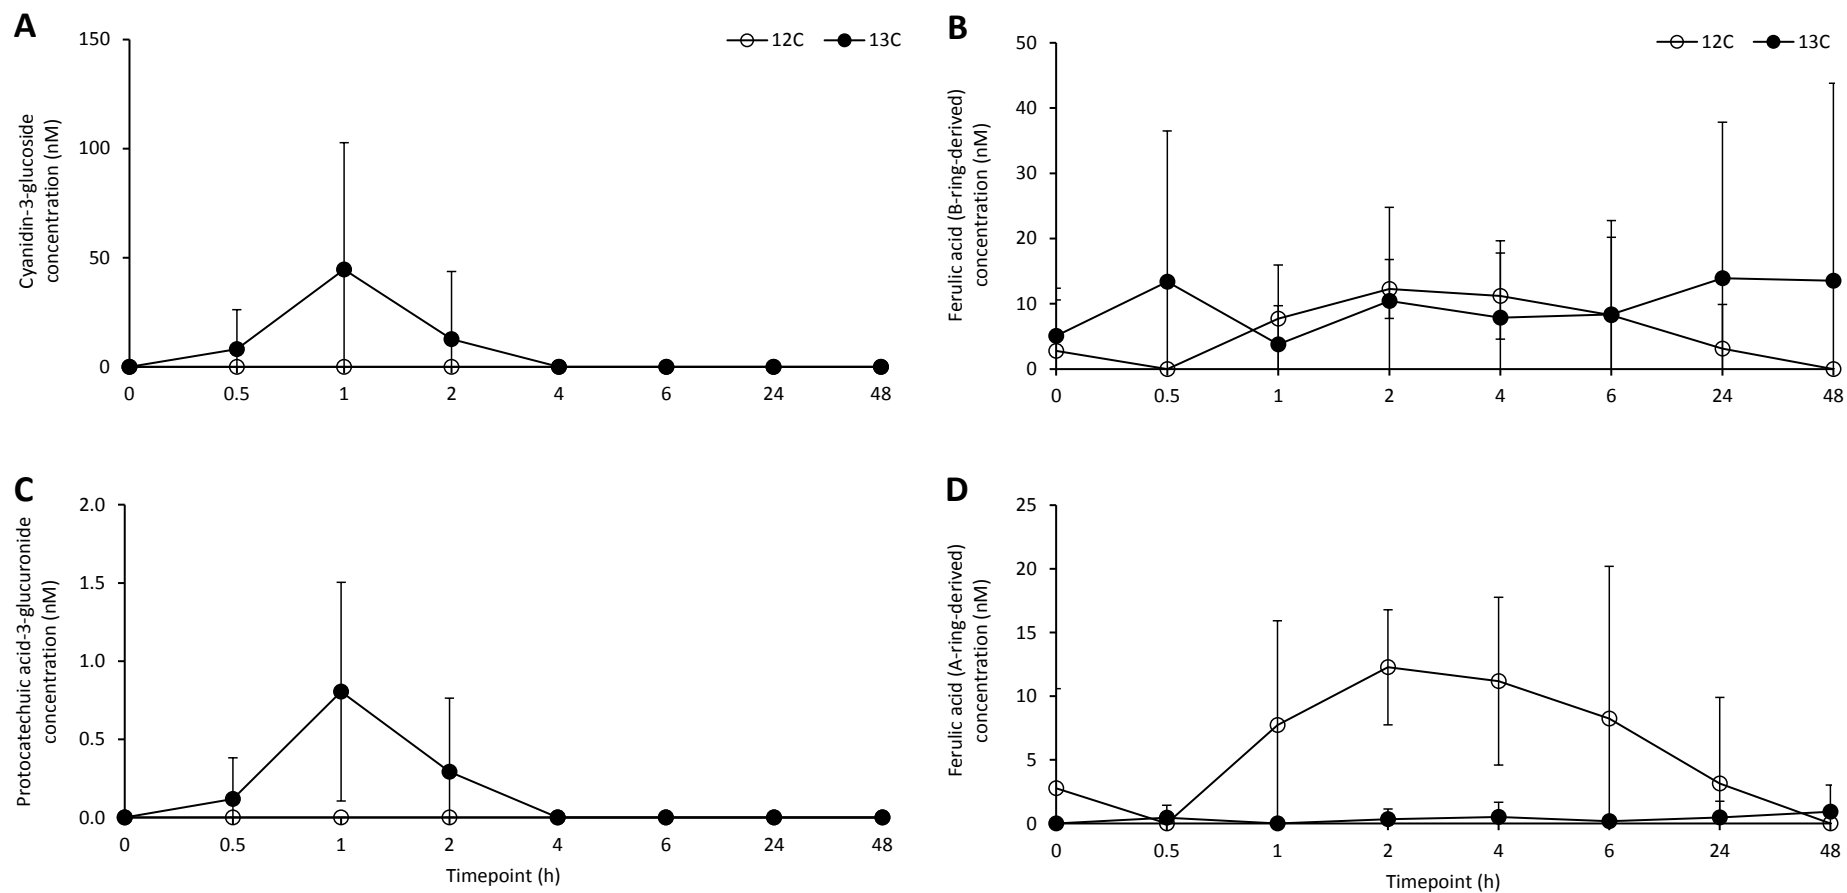 A
12C
13C
Cyanidin-3-glucoside
concentration (nM)
150
100
50
0
0 0.5 1 2 4 6 24 48
B
12C
13C
Ferulic acid (B-ring-derived)
concentration (nM)
50
40
30
20
10
0
0 0.5 1 2 4 6 24 48
C
Protocatechuic acid-3-glucuronide
concentration (nM)
2.0
1.5
1.0
0.5
0.0
0 0.5 1 2 4 6 24 48
Timepoint (h)
D
Ferulic acid (A-ring-derived)
concentration (nM)
25
20
15
10
5
0
0 0.5 1 2 4 6 24 48
Timepoint (h)